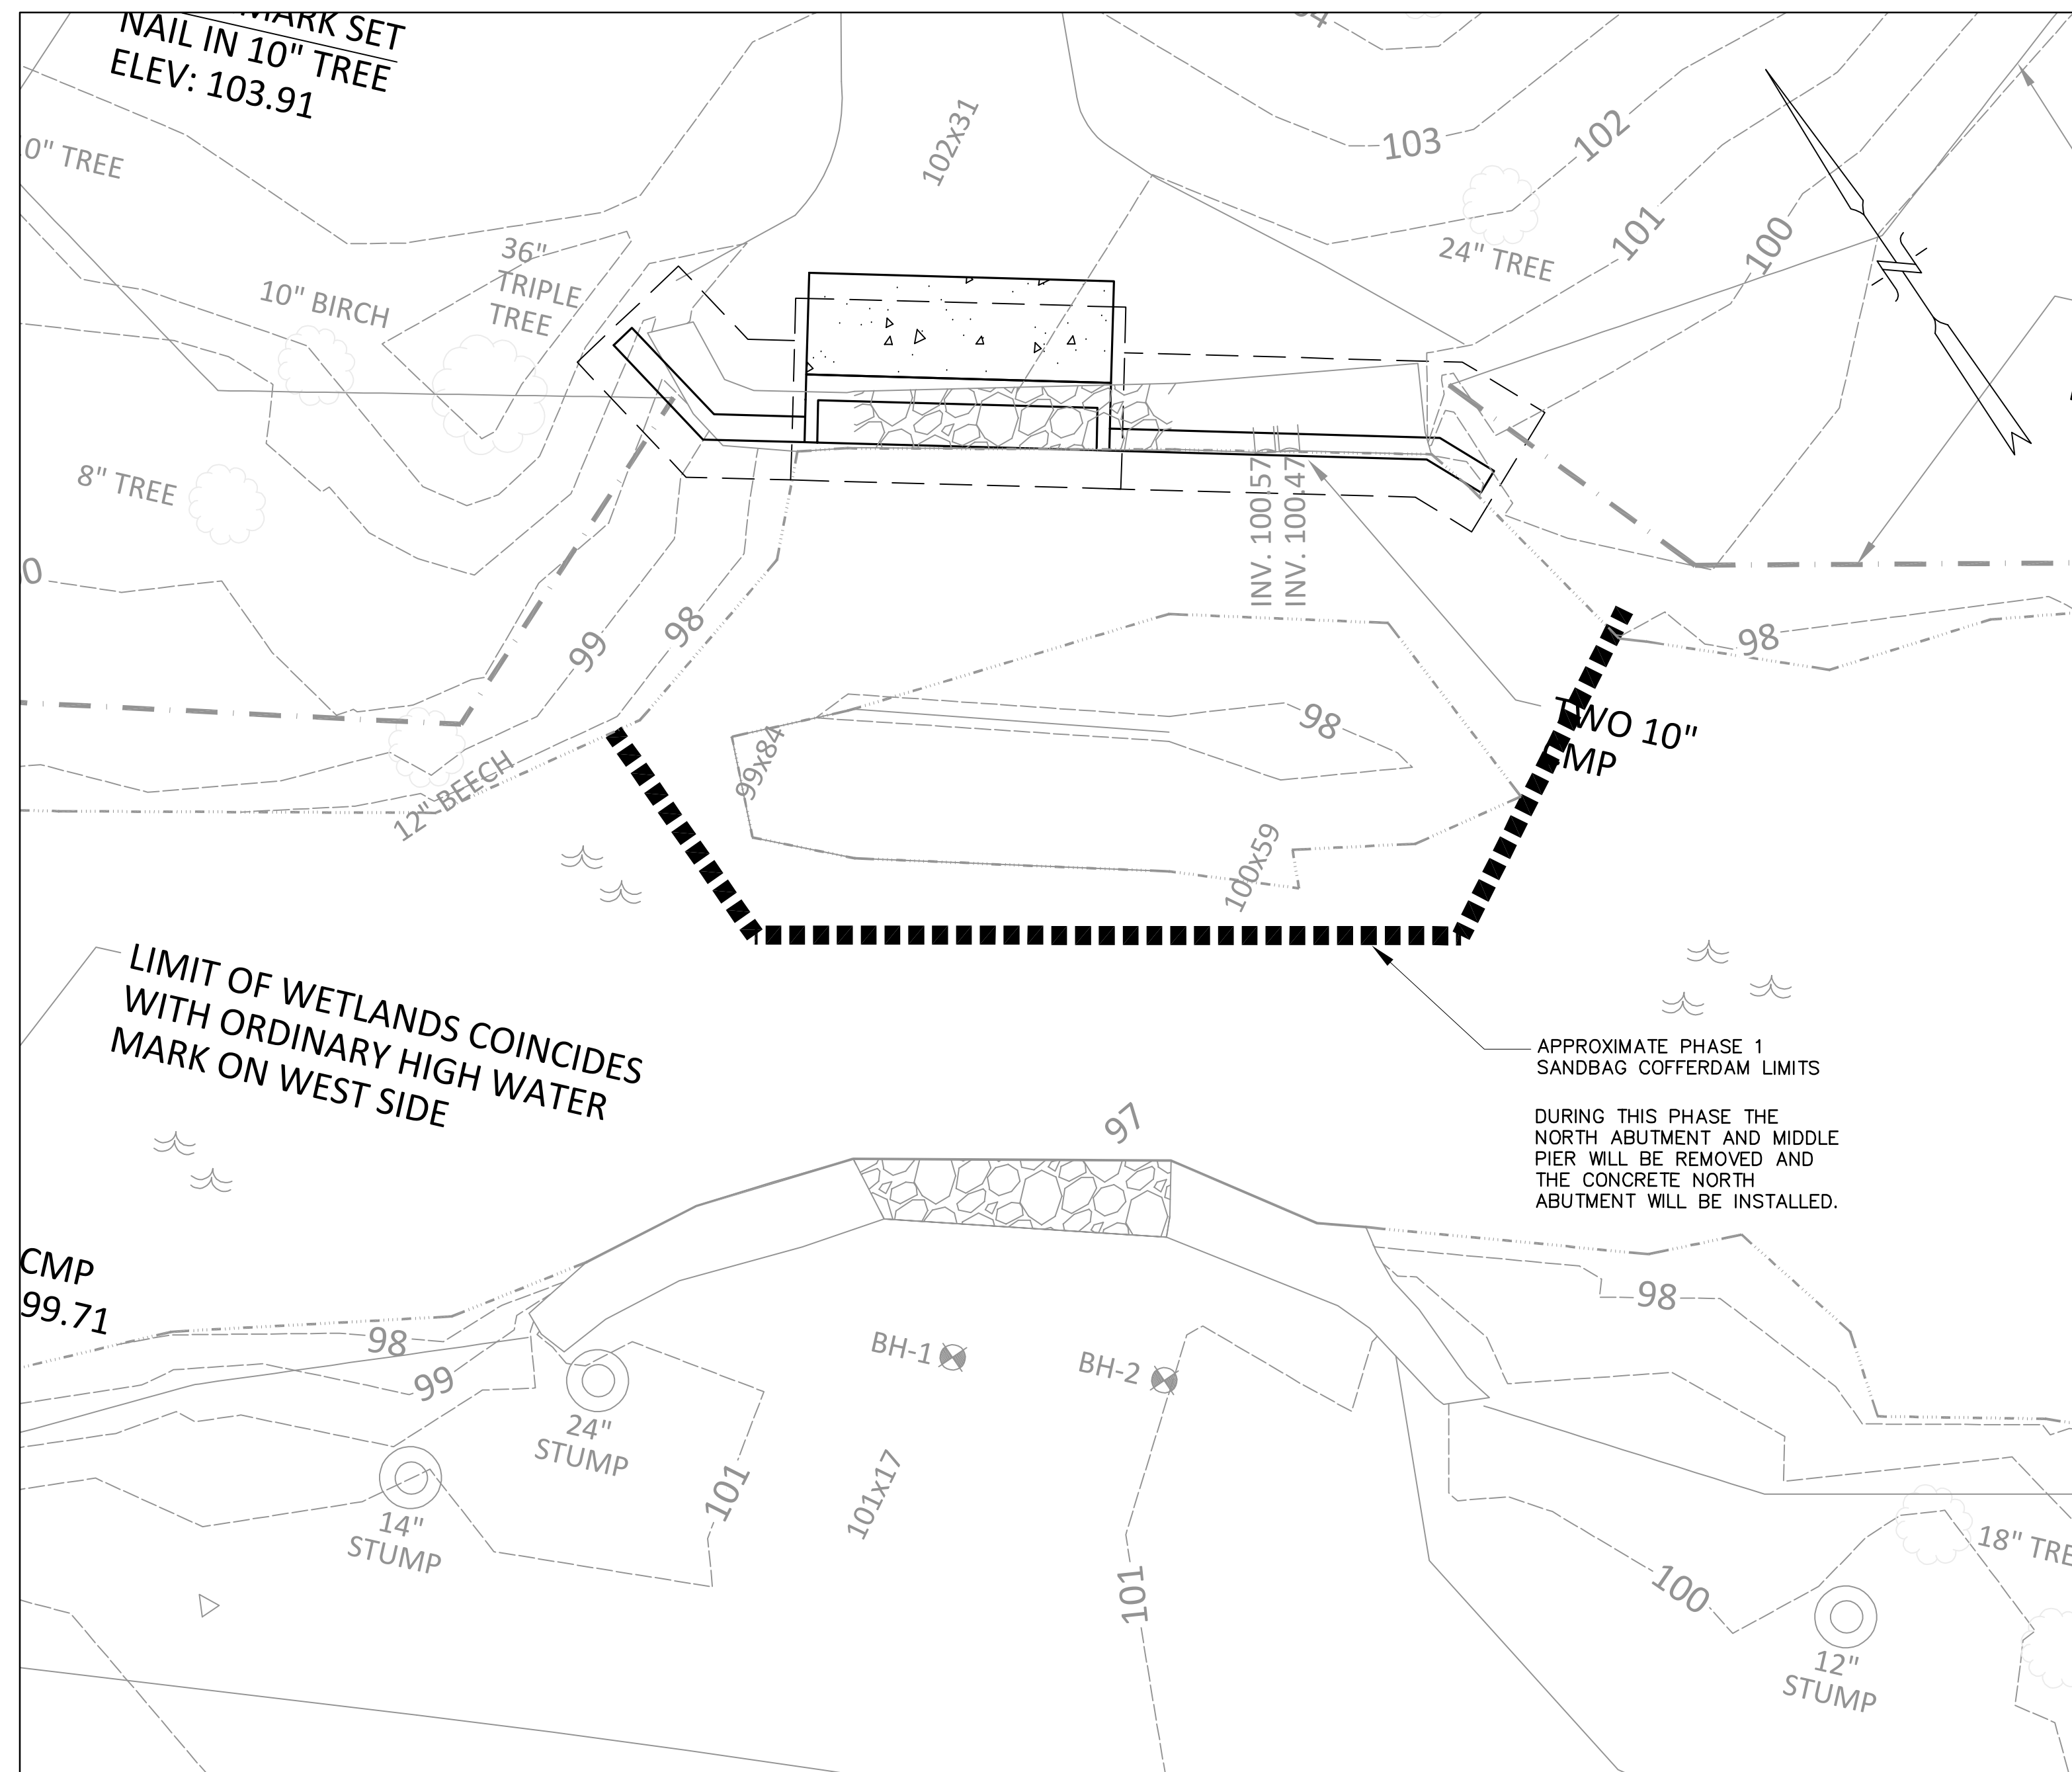 MARK SET
NAIL IN 10" TREE
ELEV: 103.91
0" TREE
10" BIRCH
36"
TRIPLE
TREE
8" TREE
0
102x31
103
102
101
100
24" TREE
INV. 100.57
INV. 100.47
99
98
98
98
TWO 10"
CMP
99x84
100x59
12" BEECH
LIMIT OF WETLANDS COINCIDES
WITH ORDINARY HIGH WATER
MARK ON WEST SIDE
APPROXIMATE PHASE 1
SANDBAG COFFERDAM LIMITS
DURING THIS PHASE THE
NORTH ABUTMENT AND MIDDLE
PIER WILL BE REMOVED AND
THE CONCRETE NORTH
ABUTMENT WILL BE INSTALLED.
97
CMP
99.71
98
99
BH-1
BH-2
98
24"
STUMP
14"
STUMP
101
101x17
101
100
18" TRE
12"
STUMP